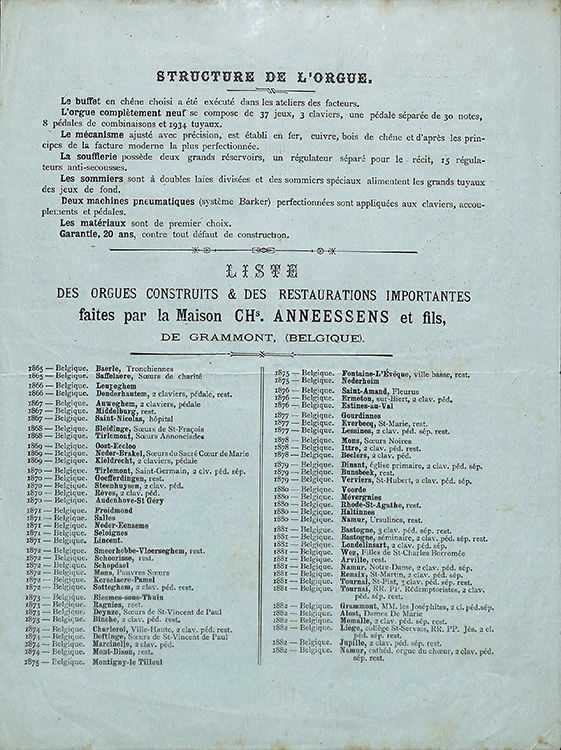 STRUCTURE DE L'ORGUE.
Le buffet en chêne choisi a été exécuté dans les ateliers des facteurs.
L'orgue complètement neuf se compose de 37 jeux, 3 claviers, une pédale séparée de 30 notes,
8 pédales de combinaisons et 1934 tuyaux.
Le mécanisme ajusté avec précision, est établi en fer, cuivre, bois de chêne et d'après les prin-
cipes de la facture moderne la plus perfectionnée.
La soufflerie possède deux grands réservoirs, un régulateur séparé pour le récit, 15 régula-
teurs anti-secousses.
Les sommiers sont à doubles laies divisées et des sommiers spéciaux alimentent les grands tuyaux
des jeux de fond.
Deux machines pneumatiques (système Barker) perfectionnées sont appliquées aux claviers, accou-
plements et pédales.
Les matériaux sont de premier choix.
Garantie, 20 ans, contre tout défaut de construction.
LISTE
DES ORGUES CONSTRUITS & DES RESTAURATIONS IMPORTANTES
faites par la Maison CHs. ANNEESSENS et fils,
DE GRAMMONT, (BELGIQUE).
1865 — Belgique. Baerle, Tronchiennes
1865 — Belgique. Saffelaere, Sœurs de charité
1866 — Belgique. Leupeghem
1866 — Belgique. Denderhautem, 2 claviers, pédale, rest.
1867 — Belgique. Auweghem, 2 claviers, pédale
1867 — Belgique. Middelburg, rest.
1867 — Belgique. Saint-Nicolas, hôpital
1868 — Belgique. Sleidinge, Sœurs de St-Fraçois
1868 — Belgique. Tirlemont, Sœurs Annonciades
1869 — Belgique. Oost-Eecloo
1869 — Belgique. Neder-Brakel, Sœurs du Sacré Cœur de Marie
1869 — Belgique. Kieldrecht, 2 claviers, pédale
1870 — Belgique. Tirlemont, Saint-Germain, 2 clv. péd. sép.
1870 — Belgique. Goefferdingen, rest.
1870 — Belgique. Steenhuysen, 2 clav. péd.
1870 — Belgique. Rèves, 2 clav. péd.
1870 — Belgique. Audenhove-St Géry
1871 — Belgique. Froidmond
1871 — Belgique. Salles
1871 — Belgique. Neder-Eenaeme
1871 — Belgique. Seloignes
1871 — Belgique. Lincent.
1872 — Belgique. Smeerhebbe-Vloerseghem, rest.
1872 — Belgique. Schoorisse, rest.
1872 — Belgique. Schepdael
1872 — Belgique. Mons, Pauvres Sœurs
1872 — Belgique. Kerselaere-Pamel
1872 — Belgique. Sotteghem, 2 clav. péd. rest.
1873 — Belgique. Biesmes-sous-Thuin
1873 — Belgique. Ragnies, rest.
1873 — Belgique. Deynze, Sœurs de St-Vincent de Paul
1873 — Belgique. Binche, 2 clav. péd. rest.
1874 — Belgique. Charleroi, Ville-Haute, 2 clav. péd. rest.
1874 — Belgique. Deftinge, Sœurs de St-Vincent de Paul
1874 — Belgique. Marcinelle, 2 clav. péd.
1874 — Belgique. Mont-Dison, rest.
1875 — Belgique. Montigny-le Tilleul
1875 — Belgique. Fontaine-L'Évêque, ville basse, rest.
1875 — Belgique. Nederheim
1876 — Belgique. Saint-Amand, Fleurus
1876 — Belgique. Ermeton, sur-Biert, 2 clav. péd.
1876 — Belgique. Estines-au-Val
1877 — Belgique. Gourdinnes
1877 — Belgique. Everbecq, St-Marie, rest.
1877 — Belgique. Lessines, 2 clav. péd. sép. rest.
1878 — Belgique. Mons, Sœurs Noires
1878 — Belgique. Ittre, 2 clav. péd. rest.
1878 — Belgique. Beclers, 2 clav. péd.
1879 — Belgique. Dinant, église primaire, 2 clav. péd. sép.
1879 — Belgique. Bunsbeek, rest.
1879 — Belgique. Verviers, St-Hubert, 2 clav. péd. sép.
1880 — Belgique. Voorde
1880 — Belgique. Mévergnies
1880 — Belgique. Rhode-St-Agathe, rest.
1880 — Belgique. Haltinnes
1880 — Belgique. Namur, Ursulines, rest.
1881 — Belgique. Bastogne, 3 clav. péd. sép. rest.
1881 — Belgique. Bastogne, séminaire, 2 clav. péd. sép. rest.
1881 — Belgique. Londelinsart, 2 clav. péd. sép.
1881 — Belgique. Wez, Filles de St-Charles Borromée
1881 — Belgique. Arville, rest.
1881 — Belgique. Namur, Notre-Dame, 2 clav. péd. sép.
1881 — Belgique. Renaix, St-Martin, 2 clav. péd. sép.
1881 — Belgique. Tournai, St-Piat, 3 clav. péd. sép. rest.
1881 — Belgique. Tournai, RR. PP. Rédemptoristes, 2 clav.
péd. sép. rest.
1882 — Belgique. Grammont, MM. les Joséphites, 2 cl. péd. sép.
1882 — Belgique. Alost, Dames De Marie
1882 — Belgique. Momalle, 2 clav. péd. sép. rest.
1882 — Belgique. Liége, collège St-Servais, RR. PP. Jés. 2 cl.
péd. sép. rest.
1882 — Belgique. Jupille, 2 clav. péd. sép. rest.
1882 — Belgique. Namur, cathéd. orgue du chœur, 2 clav. péd.
sép. rest.